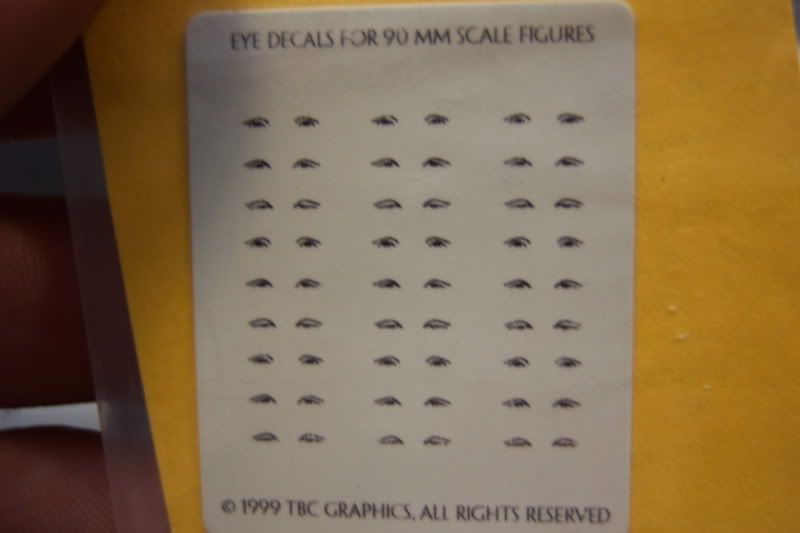 EYE DECALS FOR 90 MM SCALE FIGURES
© 1999 TBC GRAPHICS, ALL RIGHTS RESERVED